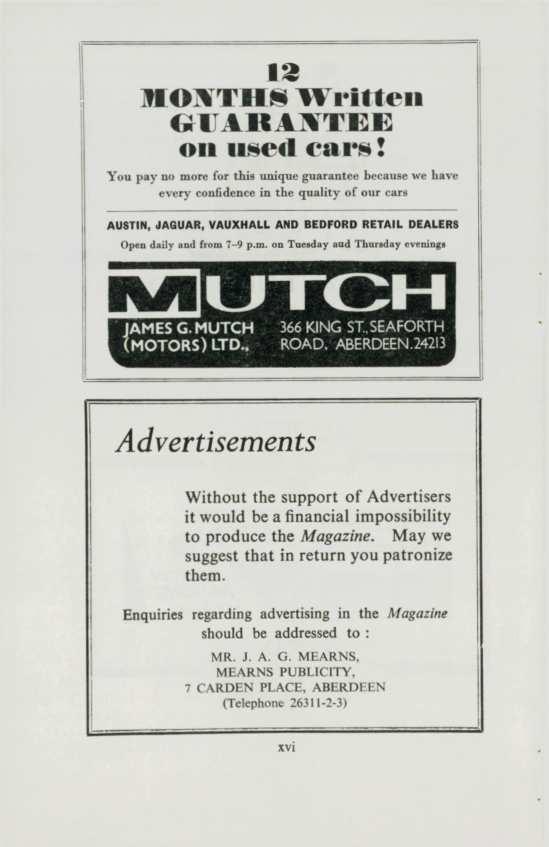 12
MONTHS Written
GUARANTEE
on used cars!
You pay no more for this unique guarantee because we have
every confidence in the quality of our cars
AUSTIN, JAGUAR, VAUXHALL AND BEDFORD RETAIL DEALERS
Open daily and from 7-9 p.m. on Tuesday and Thursday evenings
MUTCH
JAMES G. MUTCH 366 KING ST., SEAFORTH
(MOTORS) LTD., ROAD, ABERDEEN. 24213
Advertisements
Without the support of Advertisers
it would be a financial impossibility
to produce the Magazine. May we
suggest that in return you patronize
them.
Enquiries regarding advertising in the Magazine
should be addressed to :
MR. J. A. G. MEARNS,
MEARNS PUBLICITY,
7 CARDEN PLACE, ABERDEEN
(Telephone 26311-2-3)
xvi